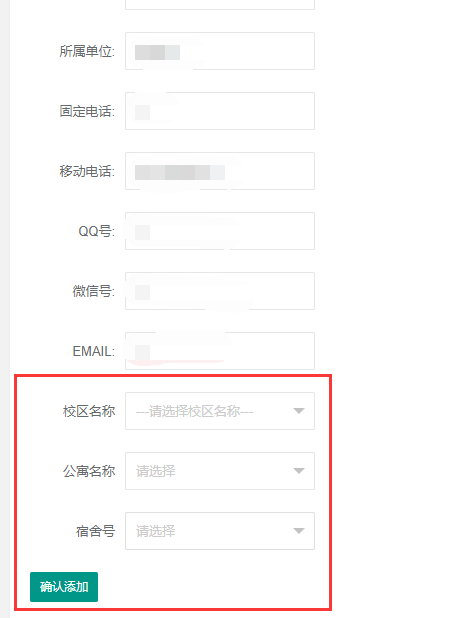 所属单位:
固定电话:
移动电话:
QQ号:
微信号:
EMAIL:
校区名称 ---请选择校区名称---
公寓名称 请选择
宿舍号 请选择
确认添加